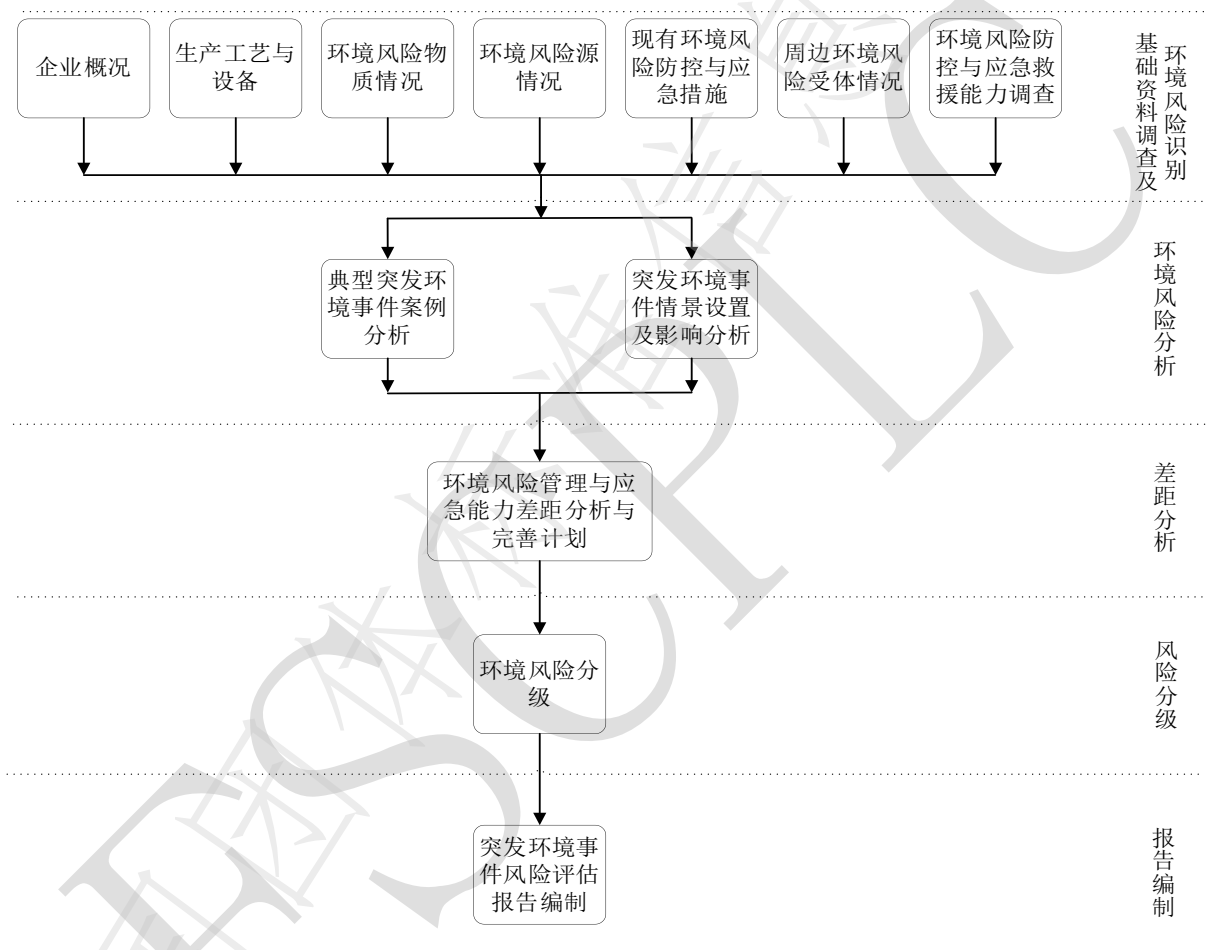 企业概况
生产工艺与
设备
环境风险物
质情况
环境风险源
情况
现有环境风
险防控与应
急措施
周边环境风
险受体情况
环境风险防
控与应急救
援能力调查
基础资料调查及
环境风险识别
典型突发环
境事件案例
分析
突发环境事
件情景设置
及影响分析
环境风险分析
环境风险管理与应
急能力差距分析与
完善计划
差距分析
环境风险分
级
风险分级
突发环境事
件风险评估
报告编制
报告编制
团体标准信息
ESCPLC